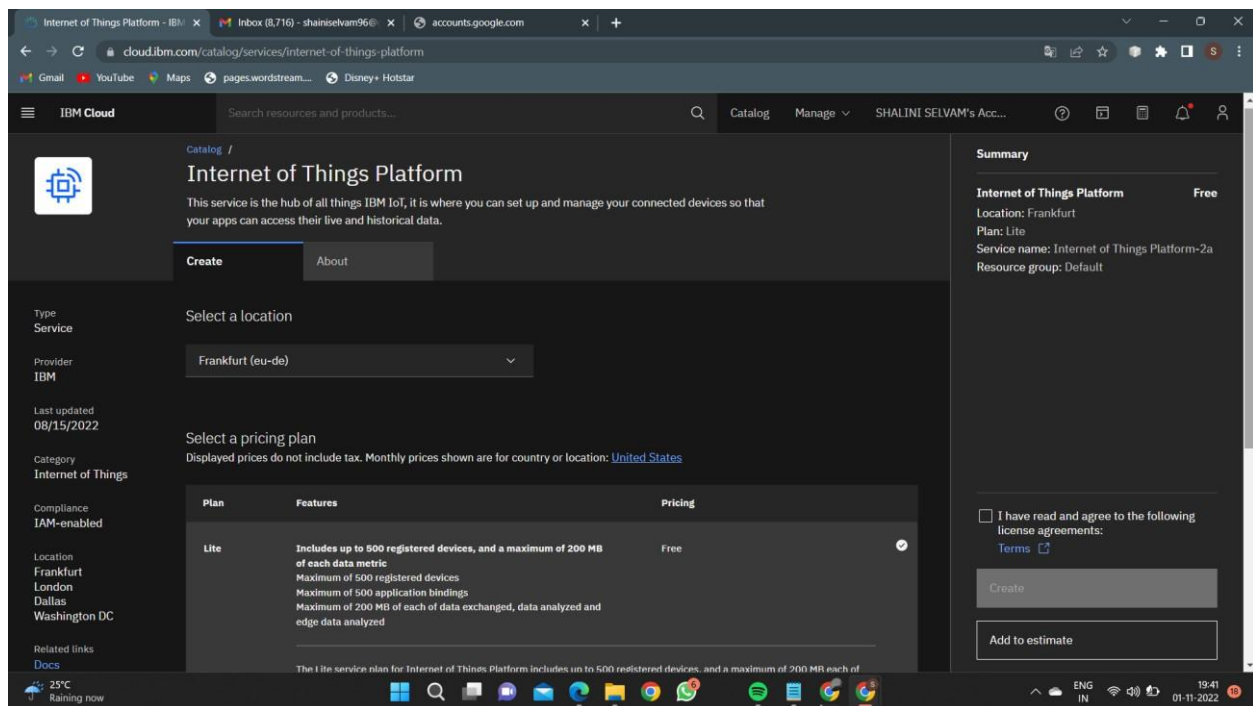 Internet of Things Platform - IBM
Inbox (8,716) - shainiselvam96@
accounts.google.com
cloud.ibm.com/catalog/services/internet-of-things-platform
S
Gmail
YouTube
Maps
pages.wordstream....
Disney+ Hotstar
IBM Cloud
Search resources and products...
Catalog
Manage
SHALINI SELVAM's Acc...
Catalog /
Internet of Things Platform
This service is the hub of all things IBM IoT, it is where you can set up and manage your connected devices so that
your apps can access their live and historical data.
Create
About
Type
Service
Provider
IBM
Last updated
08/15/2022
Category
Internet of Things
Compliance
IAM-enabled
Location
Frankfurt
London
Dallas
Washington DC
Related links
Docs
Select a location
Frankfurt (eu-de)
Select a pricing plan
Displayed prices do not include tax. Monthly prices shown are for country or location: United States
Plan Features Pricing
Lite Includes up to 500 registered devices, and a maximum of 200 MB Free
of each data metric
Maximum of 500 registered devices
Maximum of 500 application bindings
Maximum of 200 MB of each of data exchanged, data analyzed and
edge data analyzed
The Lite service plan for Internet of Things Platform includes up to 500 registered devices, and a maximum of 200 MB each of
Summary
Internet of Things Platform Free
Location: Frankfurt
Plan: Lite
Service name: Internet of Things Platform-2a
Resource group: Default
I have read and agree to the following
license agreements:
Terms
Create
Add to estimate
25°C
Raining now
6
S
ENG
IN
19:41
01-11-2022
18